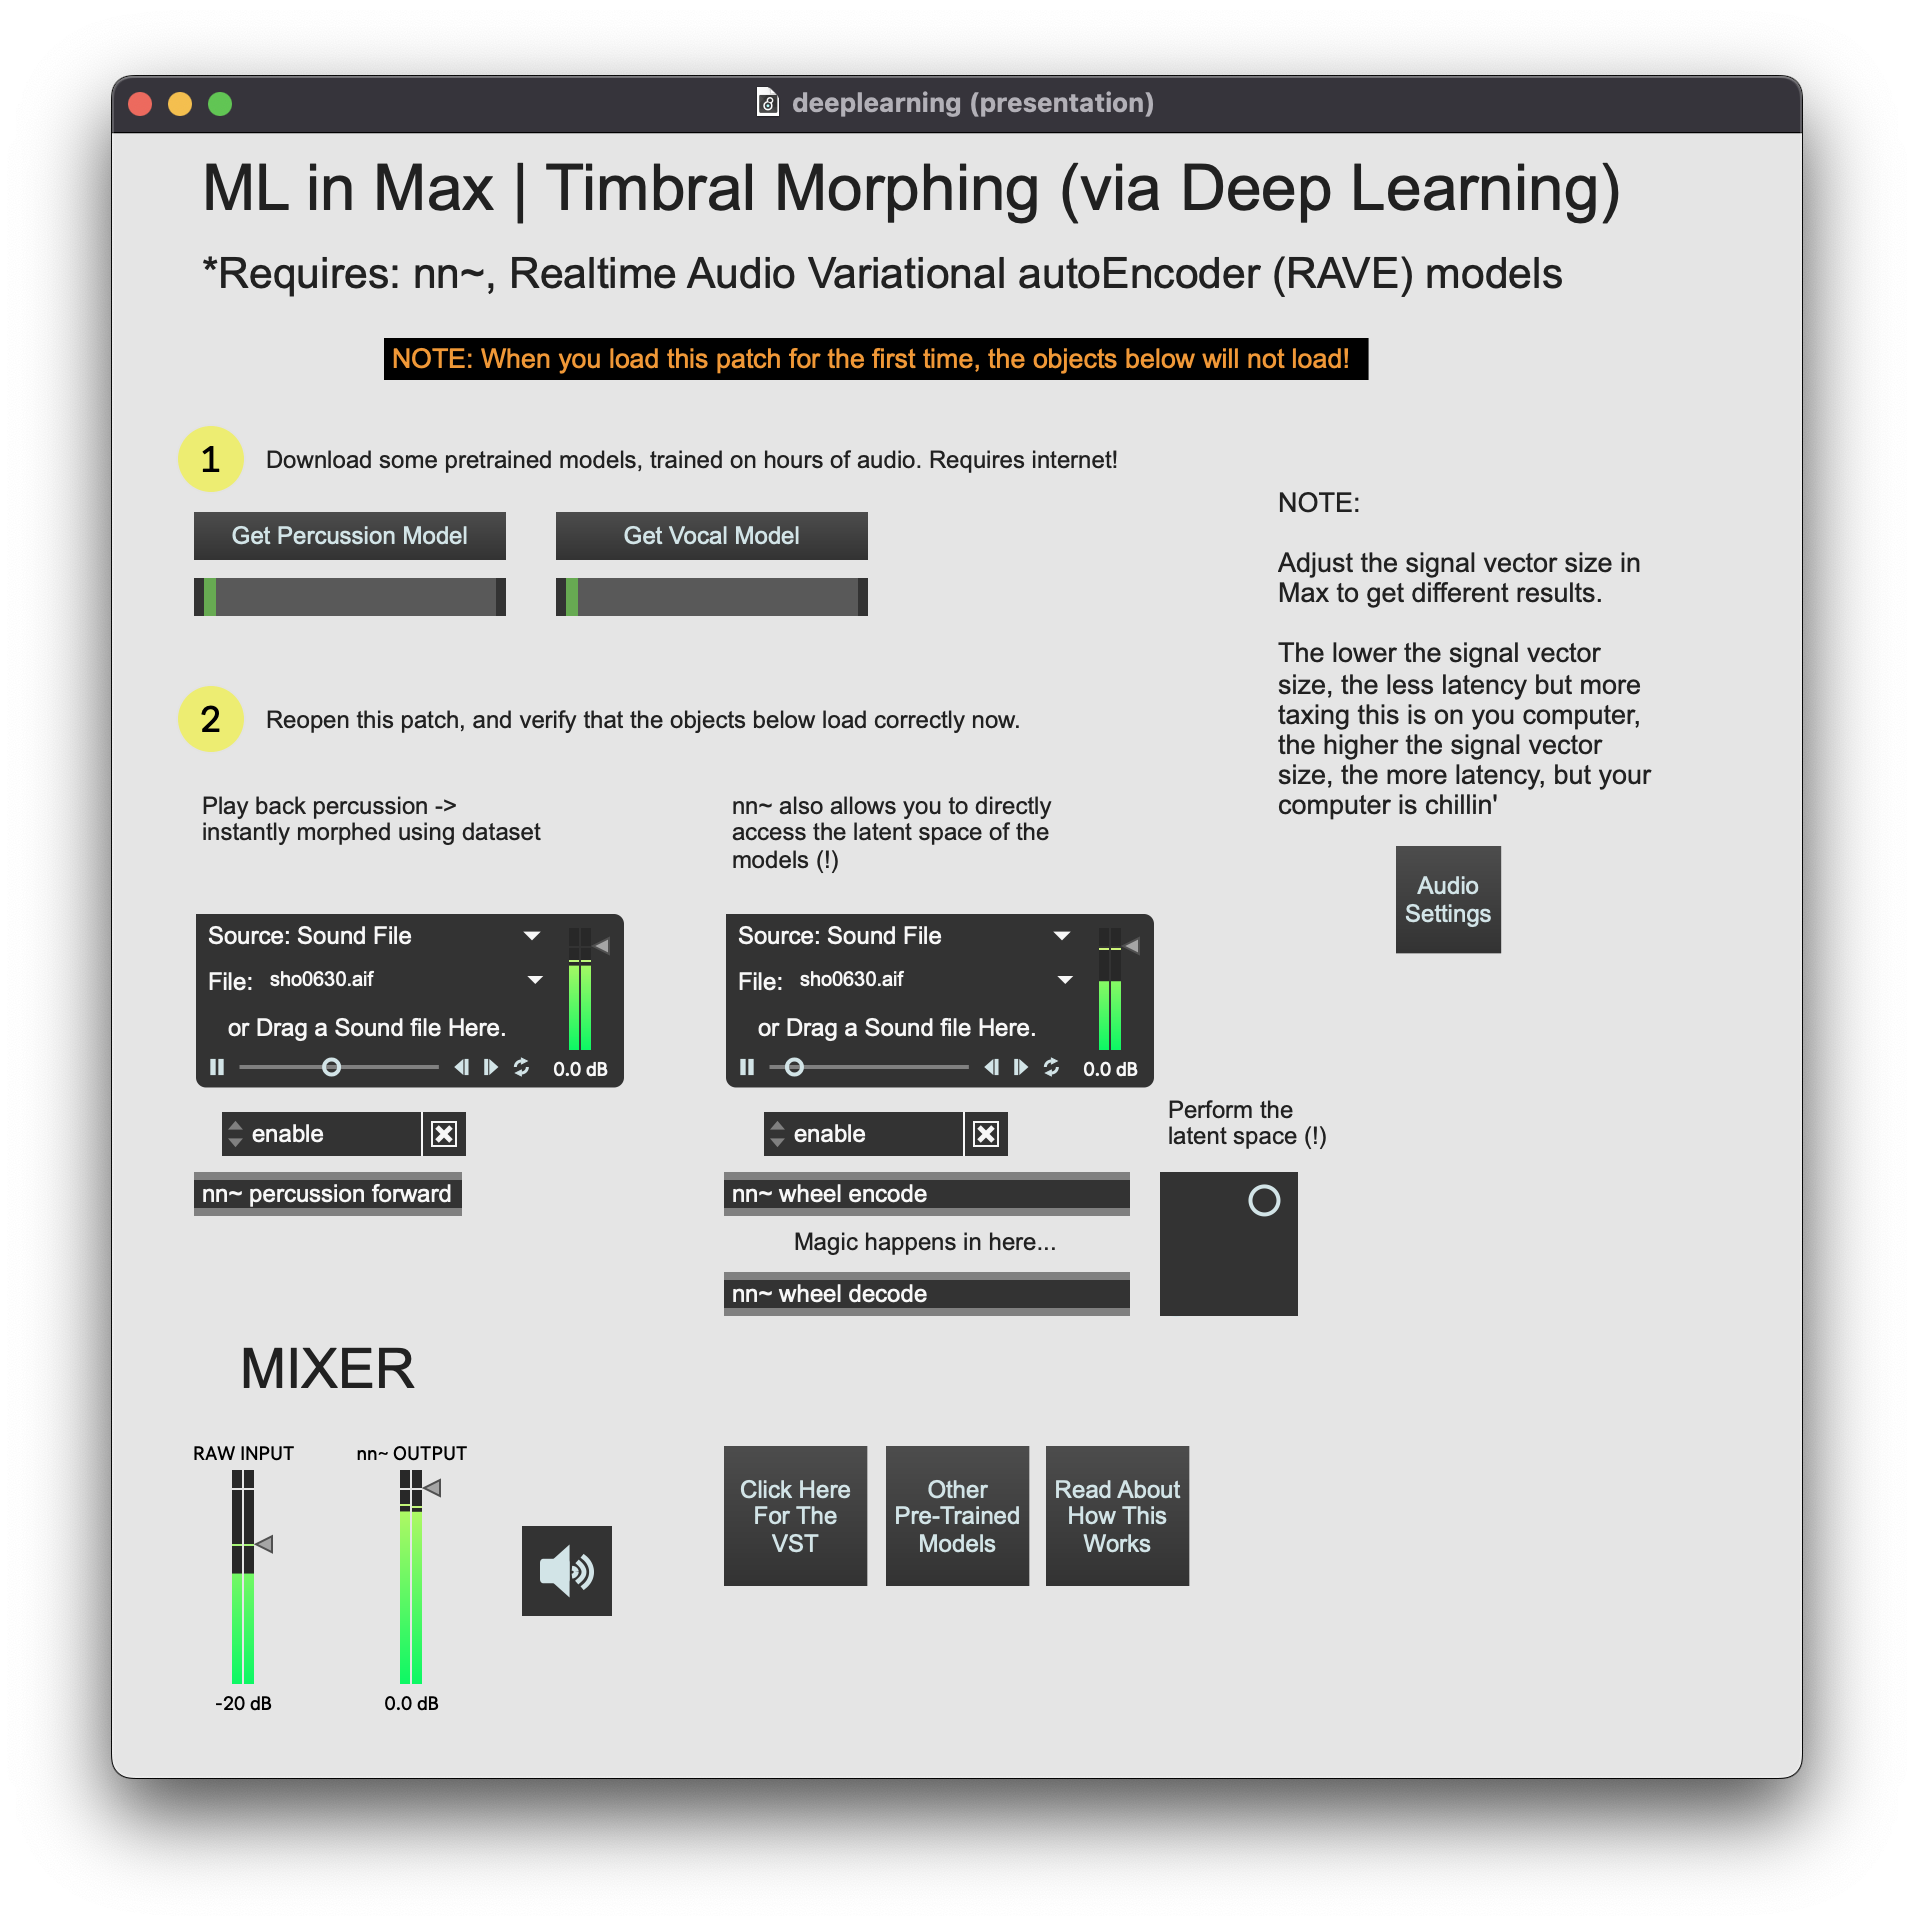 deeplearning (presentation)
ML in Max | Timbral Morphing (via Deep Learning)
*Requires: nn~, Realtime Audio Variational autoEncoder (RAVE) models
NOTE: When you load this patch for the first time, the objects below will not load!
1
Download some pretrained models, trained on hours of audio. Requires internet!
Get Percussion Model
Get Vocal Model
NOTE:
Adjust the signal vector size in
Max to get different results.
The lower the signal vector
size, the less latency but more
taxing this is on you computer,
the higher the signal vector
size, the more latency, but your
computer is chillin'
Audio
Settings
2
Reopen this patch, and verify that the objects below load correctly now.
Play back percussion ->
instantly morphed using dataset
Source: Sound File
File: sho0630.aif
or Drag a Sound file Here.
0.0 dB
enable
nn~ percussion forward
nn~ also allows you to directly
access the latent space of the
models (!)
Source: Sound File
File: sho0630.aif
or Drag a Sound file Here.
0.0 dB
enable
nn~ wheel encode
Magic happens in here...
nn~ wheel decode
Perform the
latent space (!)
MIXER
RAW INPUT
-20 dB
nn~ OUTPUT
0.0 dB
Click Here
For The
VST
Other
Pre-Trained
Models
Read About
How This
Works